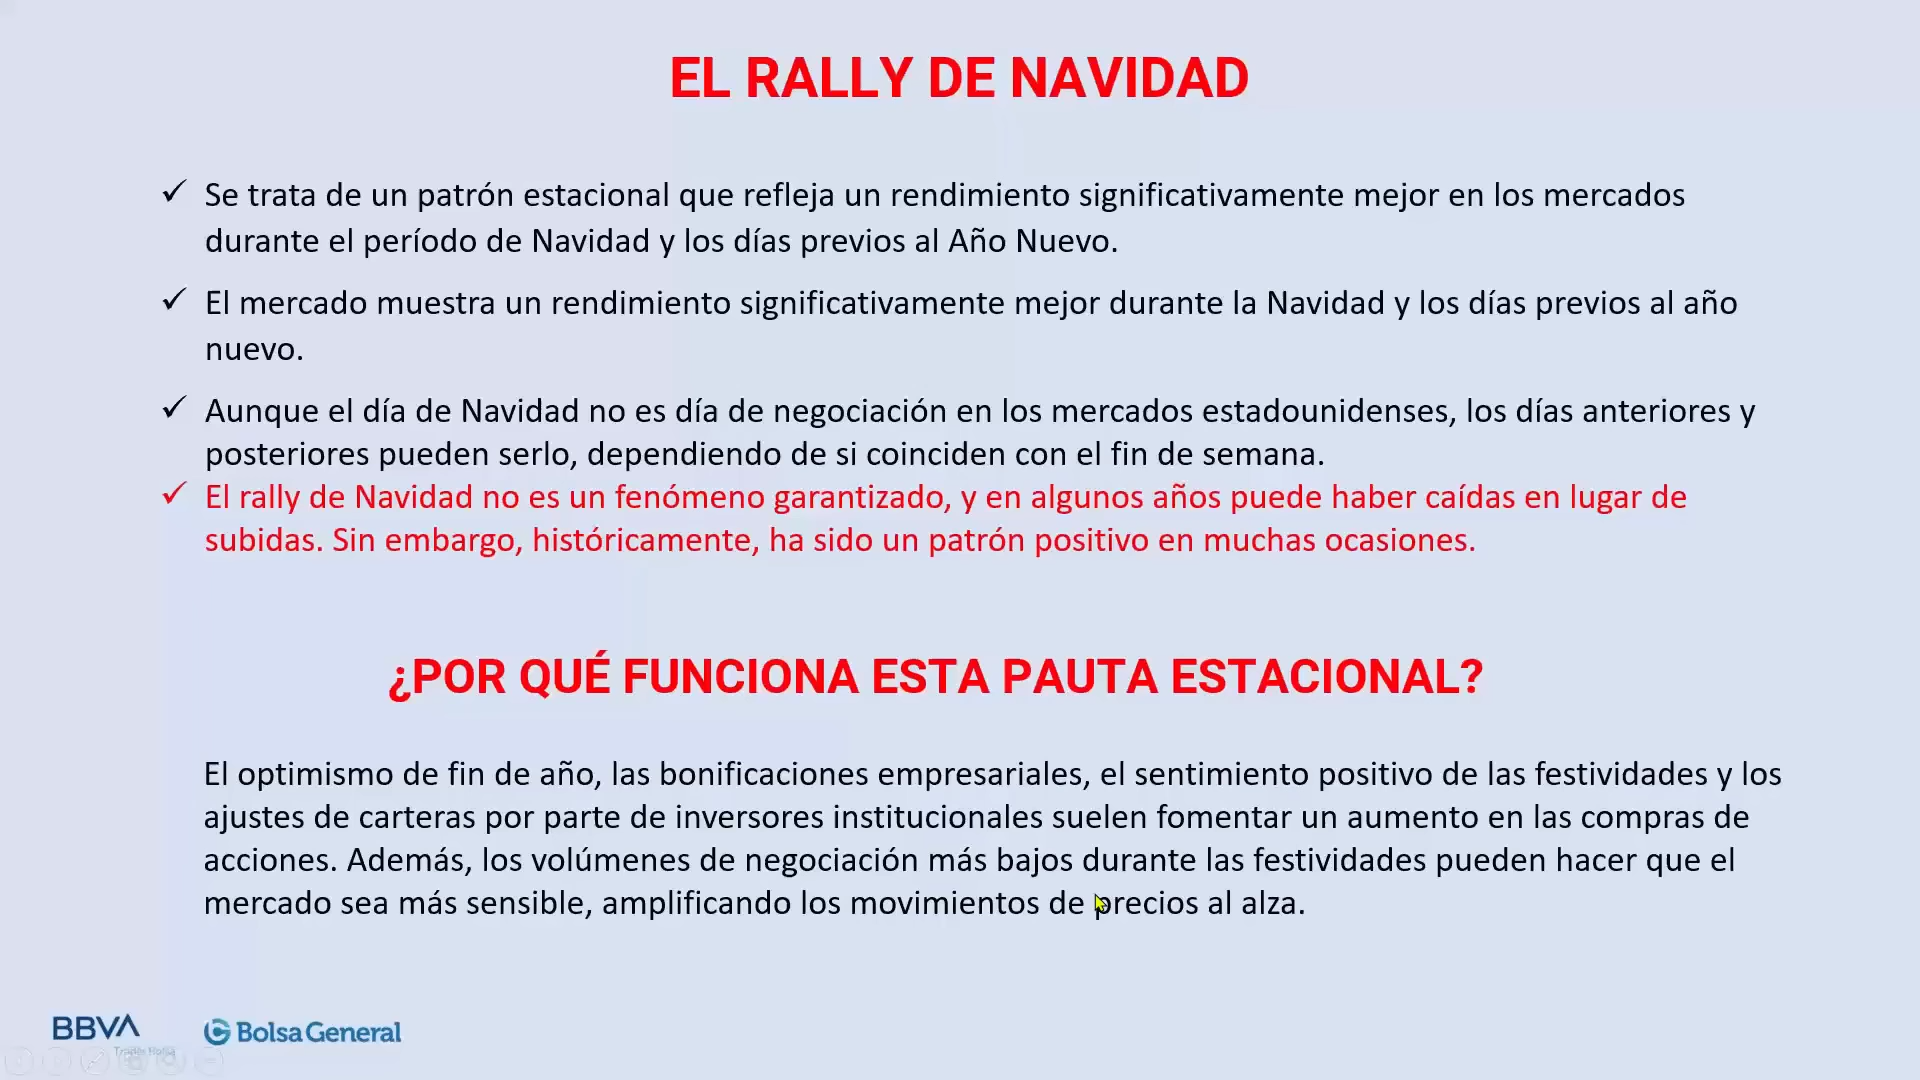 EL RALLY DE NAVIDAD
✓ Se trata de un patrón estacional que refleja un rendimiento significativamente mejor en los mercados
durante el período de Navidad y los días previos al Año Nuevo.
✓ El mercado muestra un rendimiento significativamente mejor durante la Navidad y los días previos al año
nuevo.
✓ Aunque el día de Navidad no es día de negociación en los mercados estadounidenses, los días anteriores y
posteriores pueden serlo, dependiendo de si coinciden con el fin de semana.
✓ El rally de Navidad no es un fenómeno garantizado, y en algunos años puede haber caídas en lugar de
subidas. Sin embargo, históricamente, ha sido un patrón positivo en muchas ocasiones.
¿POR QUÉ FUNCIONA ESTA PAUTA ESTACIONAL?
El optimismo de fin de año, las bonificaciones empresariales, el sentimiento positivo de las festividades y los
ajustes de carteras por parte de inversores institucionales suelen fomentar un aumento en las compras de
acciones. Además, los volúmenes de negociación más bajos durante las festividades pueden hacer que el
mercado sea más sensible, amplificando los movimientos de precios al alza.
BBVA
Bolsa General